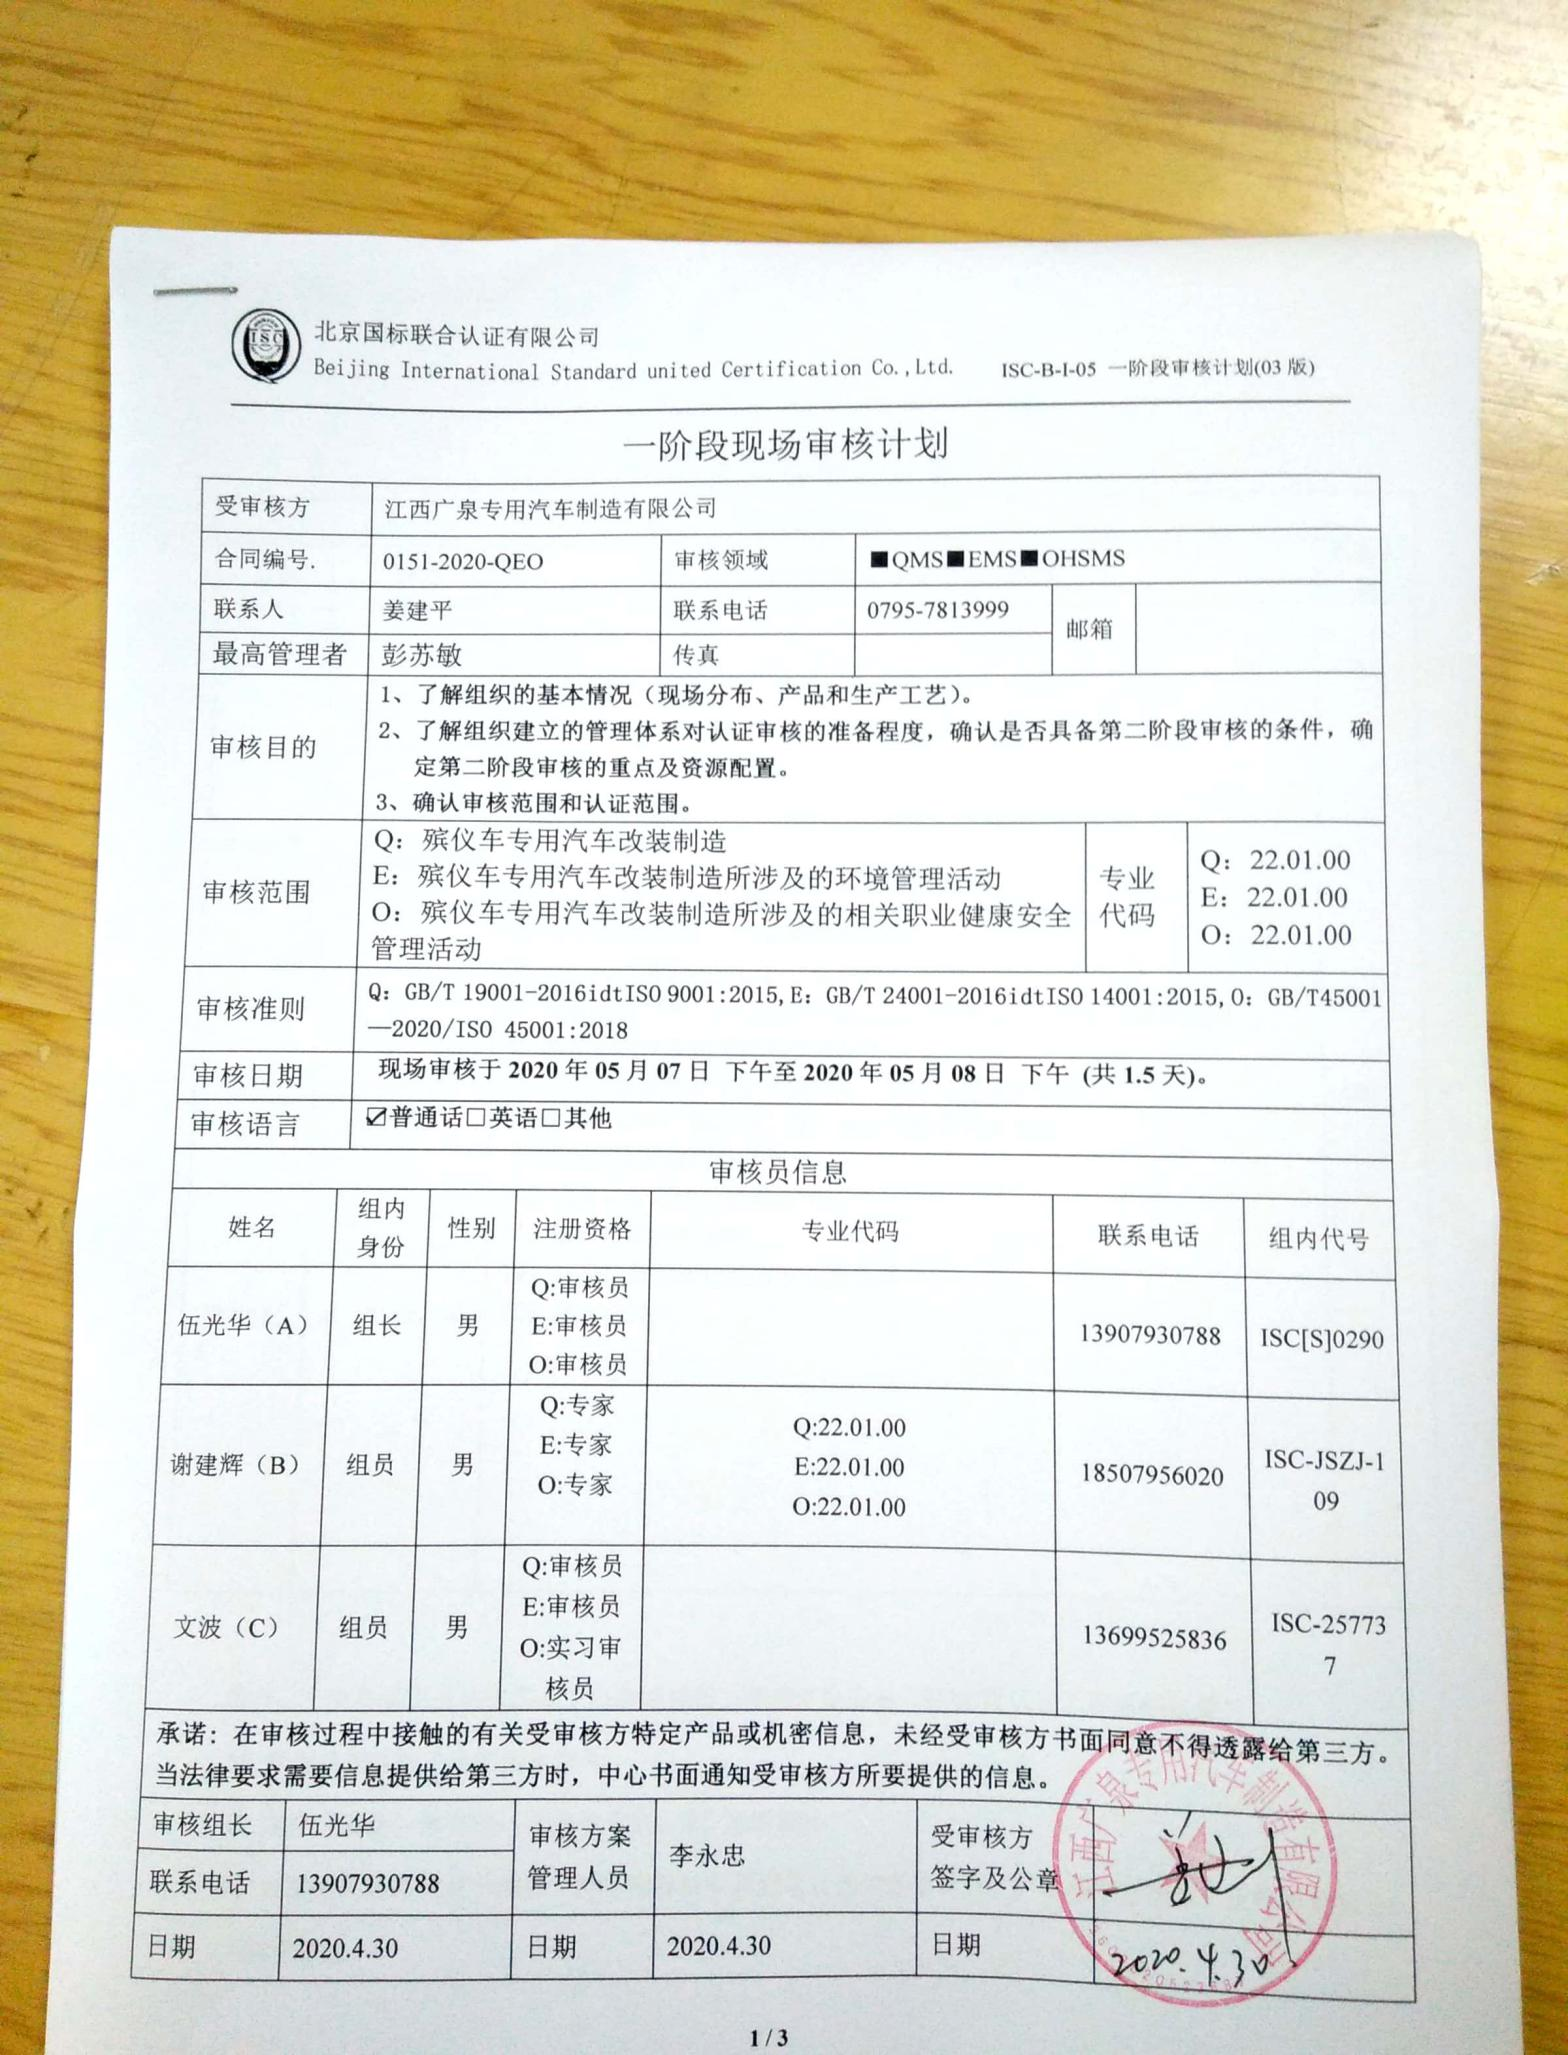 ISC
北京国标联合认证有限公司
Beijing International Standard united Certification Co.,Ltd. ISC-B-I-05 一阶段审核计划(03 版)
一阶段现场审核计划
受审核方 江西广泉专用汽车制造有限公司
合同编号. 0151-2020-QEO 审核领域 ■QMS■EMS■OHSMS
联系人 姜建平 联系电话 0795-7813999 邮箱
最高管理者 彭苏敏 传真
审核目的
1、了解组织的基本情况（现场分布、产品和生产工艺）。
2、了解组织建立的管理体系对认证审核的准备程度，确认是否具备第二阶段审核的条件，确
定第二阶段审核的重点及资源配置。
3、确认审核范围和认证范围。
审核范围
Q：殡仪车专用汽车改装制造
E：殡仪车专用汽车改装制造所涉及的环境管理活动
O：殡仪车专用汽车改装制造所涉及的相关职业健康安全
管理活动
专业
代码
Q：22.01.00
E：22.01.00
O：22.01.00
审核准则
Q：GB/T 19001-2016idtISO 9001:2015,E：GB/T 24001-2016idtISO 14001:2015,O：GB/T45001
—2020/ISO 45001:2018
审核日期 现场审核于 2020 年 05 月 07 日 下午至 2020 年 05 月 08 日 下午 (共 1.5 天)。
审核语言 ☑普通话□英语□其他
审核员信息
姓名 组内
身份 性别 注册资格 专业代码 联系电话 组内代号
伍光华（A） 组长 男
Q:审核员
E:审核员
O:审核员
13907930788 ISC[S]0290
谢建辉（B） 组员 男
Q:专家
E:专家
O:专家
Q:22.01.00
E:22.01.00
O:22.01.00
18507956020
ISC-JSZJ-1
09
文波（C） 组员 男
Q:审核员
E:审核员
O:实习审
核员
13699525836
ISC-25773
7
承诺：在审核过程中接触的有关受审核方特定产品或机密信息，未经受审核方书面同意不得透露给第三方。
当法律要求需要信息提供给第三方时，中心书面通知受审核方所要提供的信息。
审核组长 伍光华
审核方案
管理人员
李永忠
受审核方
签字及公章
联系电话 13907930788
日期 2020.4.30 日期 2020.4.30 日期 2020.4.30
江西广泉专用汽车制造有限公司
1 / 3